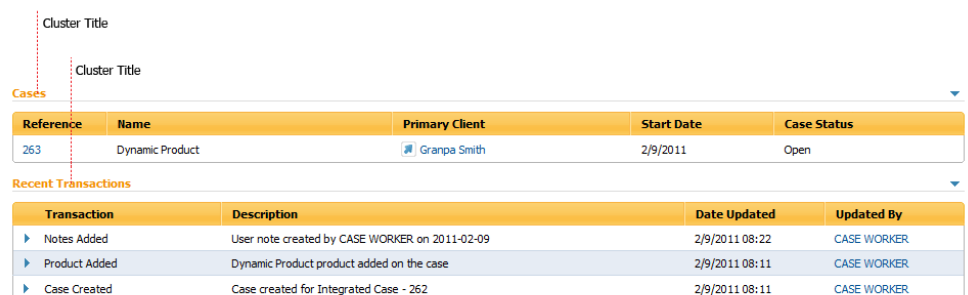 Cluster Title
Cluster Title
Cases
Reference Name Primary Client Start Date Case Status
263 Dynamic Product Granpa Smith 2/9/2011 Open
Recent Transactions
Transaction Description Date Updated Updated By
Notes Added User note created by CASE WORKER on 2011-02-09 2/9/2011 08:22 CASE WORKER
Product Added Dynamic Product product added on the case 2/9/2011 08:11 CASE WORKER
Case Created Case created for Integrated Case - 262 2/9/2011 08:11 CASE WORKER